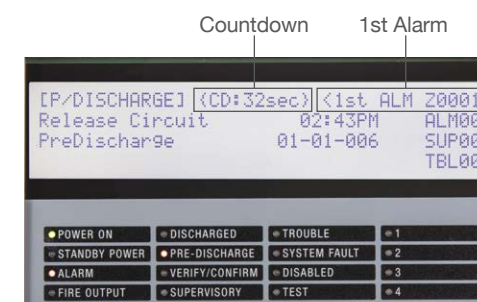 Countdown 1st Alarm
[P/DISCHARGE] (CD:32sec) <1st ALM Z0001
Release Circuit 02:43PM ALM00
PreDischarge 01-01-006 SUP00
TBL00
POWER ON DISCHARGED TROUBLE 1
STANDBY POWER PRE-DISCHARGE SYSTEM FAULT 2
ALARM VERIFY/CONFIRM DISABLED 3
FIRE OUTPUT SUPERVISORY TEST 4